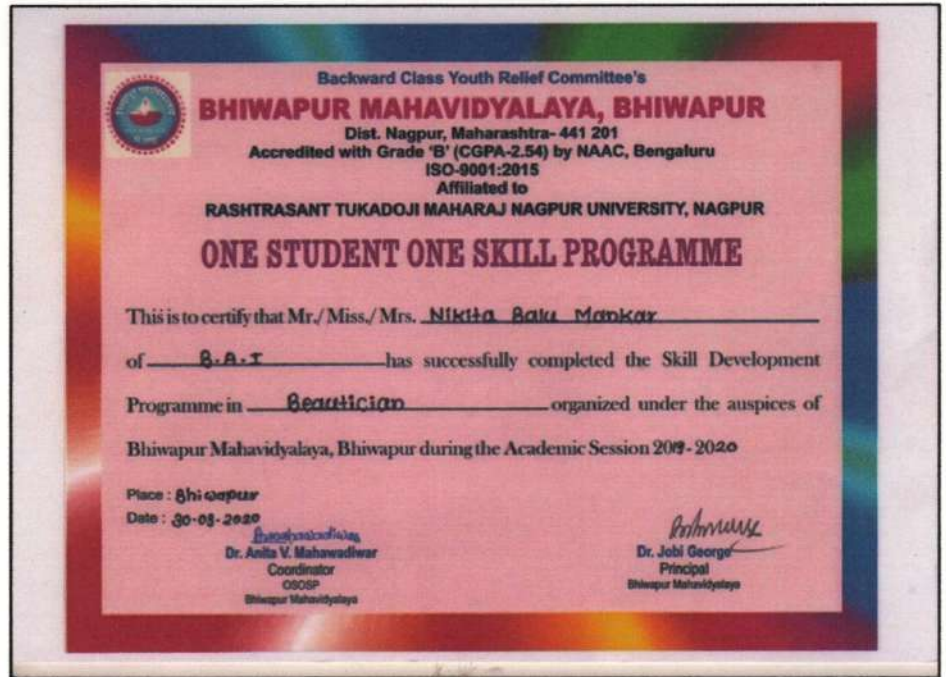 Backward Class Youth Relief Committee's
BHIWAPUR MAHAVIDYALAYA, BHIWAPUR
Dist. Nagpur, Maharashtra- 441 201
Accredited with Grade 'B' (CGPA-2.54) by NAAC, Bengaluru
ISO-9001:2015
Affiliated to
RASHTRASANT TUKADOJI MAHARAJ NAGPUR UNIVERSITY, NAGPUR
ONE STUDENT ONE SKILL PROGRAMME
This is to certify that Mr./ Miss./ Mrs. Nikita Balu Mankar
of B.A.I has successfully completed the Skill Development
Programme in Beautician organized under the auspices of
Bhiwapur Mahavidyalaya, Bhiwapur during the Academic Session 2019-2020
Place : Bhiwapur
Date : 30-03-2020
Dr. Anita V. Mahawadiwar
Coordinator
OSOSP
Bhiwapur Mahavidyalaya
Dr. Jobi George
Principal
Bhiwapur Mahavidyalaya